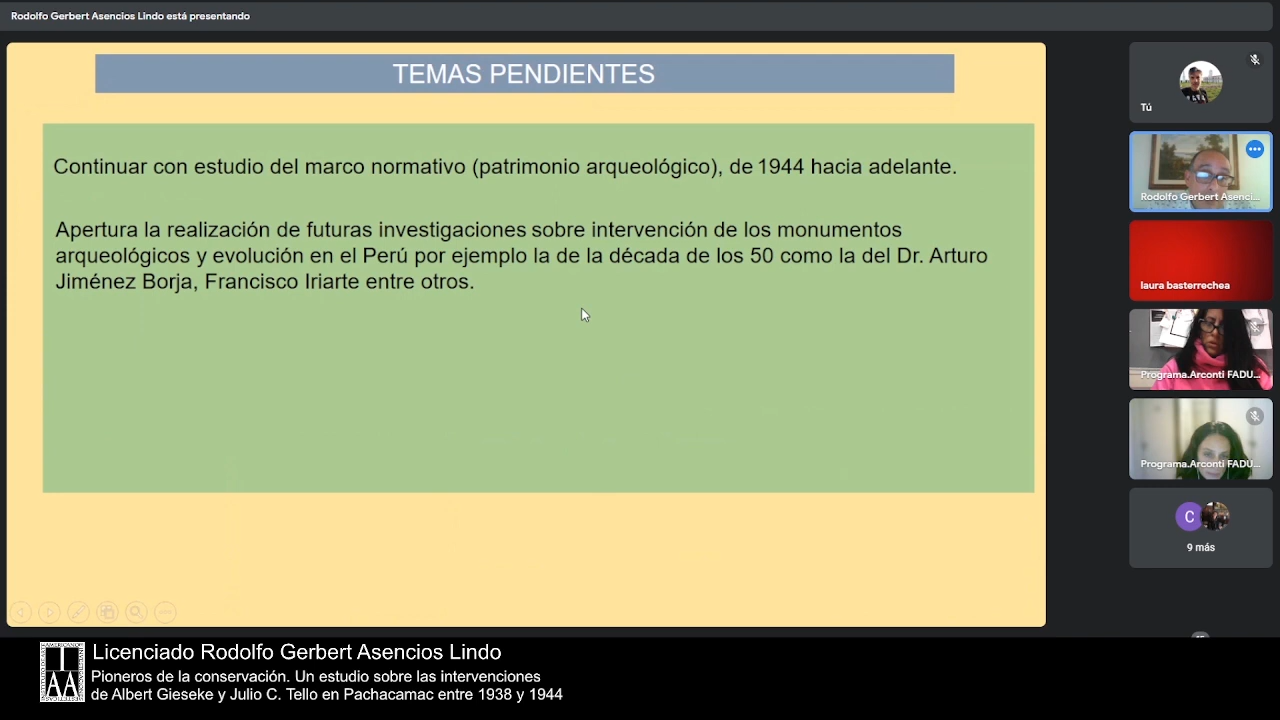 Rodolfo Gerbert Asencios Lindo está presentando
TEMAS PENDIENTES
Continuar con estudio del marco normativo (patrimonio arqueológico), de 1944 hacia adelante.
Apertura la realización de futuras investigaciones sobre intervención de los monumentos
arqueológicos y evolución en el Perú por ejemplo la de la década de los 50 como la del Dr. Arturo
Jiménez Borja, Francisco Iriarte entre otros.
Tú
Rodolfo Gerbert Asenci...
laura basterrechea
Programa.Arconti FADU...
Programa.Arconti FADU...
C
9 más
IAA
Licenciado Rodolfo Gerbert Asencios Lindo
Pioneros de la conservación. Un estudio sobre las intervenciones
de Albert Gieseke y Julio C. Tello en Pachacamac entre 1938 y 1944